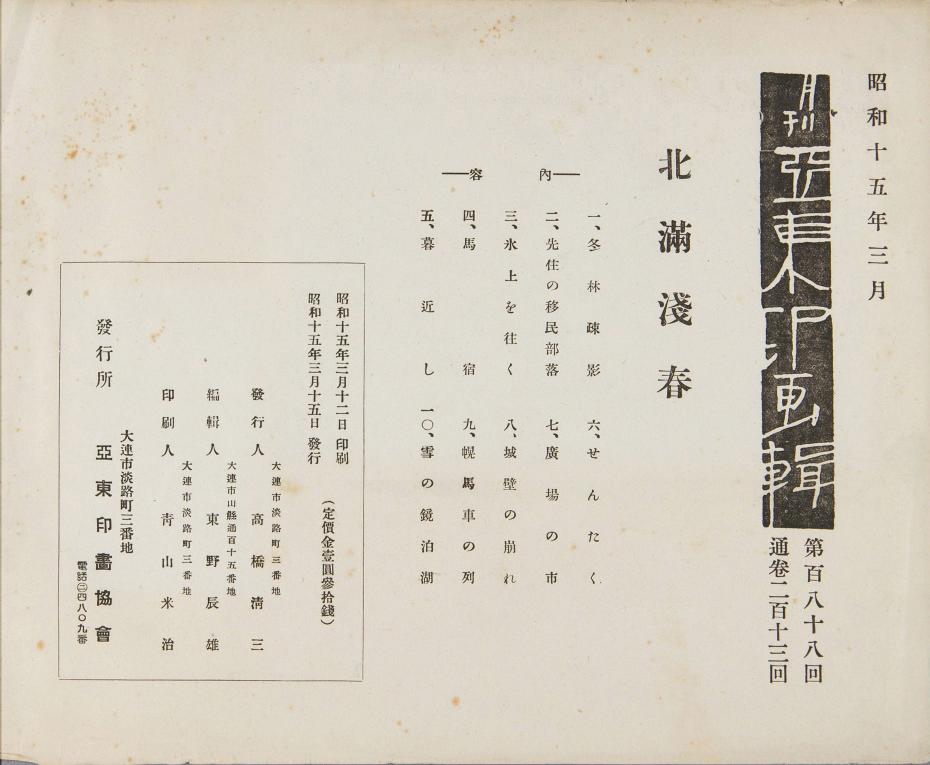 昭和十五年三月
月刊亞東印画輯
第百八十八回
通卷二百十三回
北滿淺春
內容
一、冬林疎影
二、先住の移民部落
三、氷上を往く
四、馬宿
五、暮近し
六、せんたく
七、廣場の市
八、城壁の崩れ
九、幌馬車の列
一〇、雪の鏡泊湖
昭和十五年三月十二日印刷
昭和十五年三月十五日發行
(定價金壹圓參拾錢)
大連市淡路町三番地
發行人 高橋淸三
大連市山縣通百十五番地
編輯人 東野辰雄
大連市淡路町三番地
印刷人 靑山米治
大連市淡路町三番地
發行所 亞東印畫協會
電話㊁四八〇九番